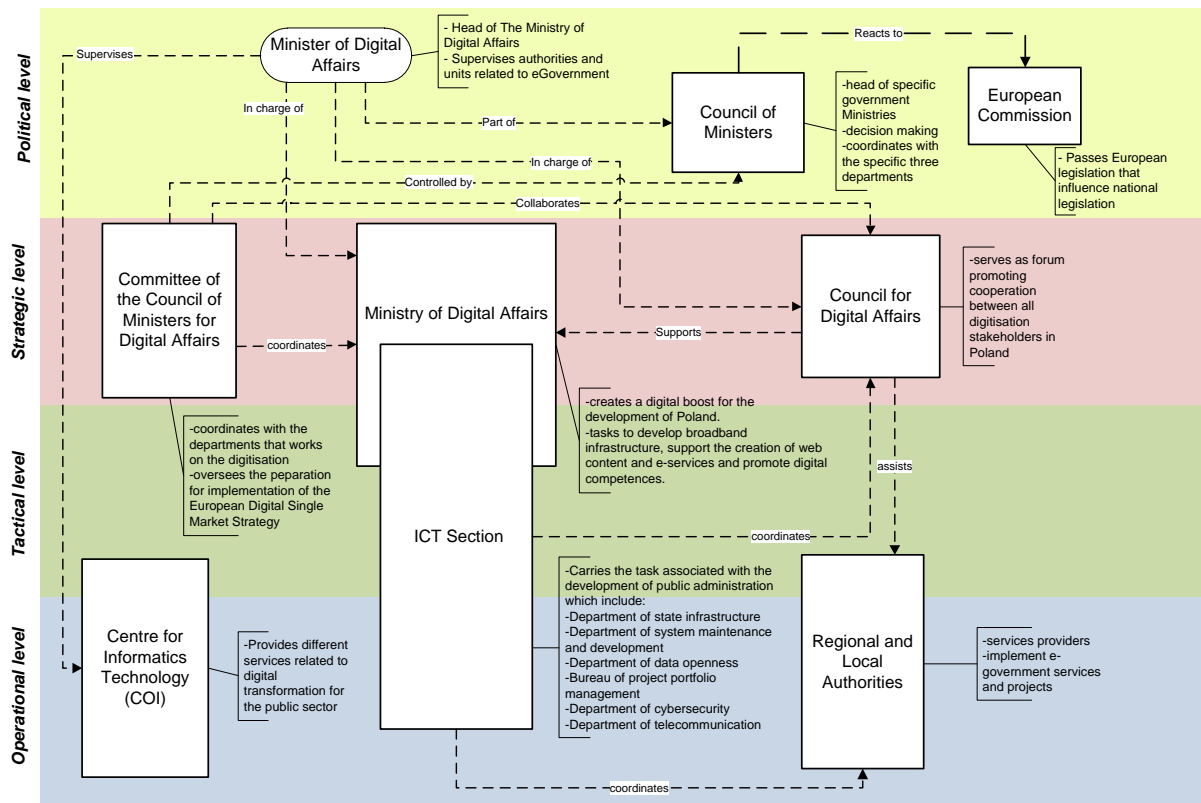 Political level
Supervises
Minister of Digital
Affairs
- Head of The Ministry of
Digital Affairs
- Supervises authorities and
units related to eGovernment
Reacts to
In charge of
Part of
Council of
Ministers
-head of specific
government
Ministries
-decision making
-coordinates with
the specific three
departments
European
Commission
- Passes European
legislation that
influence national
legislation
In charge of
Controlled by
Collaborates
Strategic level
Committee of
the Council of
Ministers for
Digital Affairs
coordinates
Ministry of Digital Affairs
Supports
Council for
Digital Affairs
-serves as forum
promoting
cooperation
between all
digitisation
stakeholders in
Poland
Tactical level
-coordinates with the
departments that works
on the digitisation
-oversees the peparation
for implementation of the
European Digital Single
Market Strategy
-creates a digital boost for the
development of Poland.
-tasks to develop broadband
infrastructure, support the creation of web
content and e-services and promote digital
competences.
assists
ICT Section
coordinates
Operational level
Centre for
Informatics
Technology
(COI)
-Provides different
services related to
digital
transformation for
the public sector
-Carries the task associated with the
development of public administration
which include:
-Department of state infrastructure
-Department of system maintenance
and development
-Department of data openness
-Bureau of project portfolio
management
-Department of cybersecurity
-Department of telecommunication
Regional and
Local
Authorities
-services providers
-implement e-
government services
and projects
coordinates